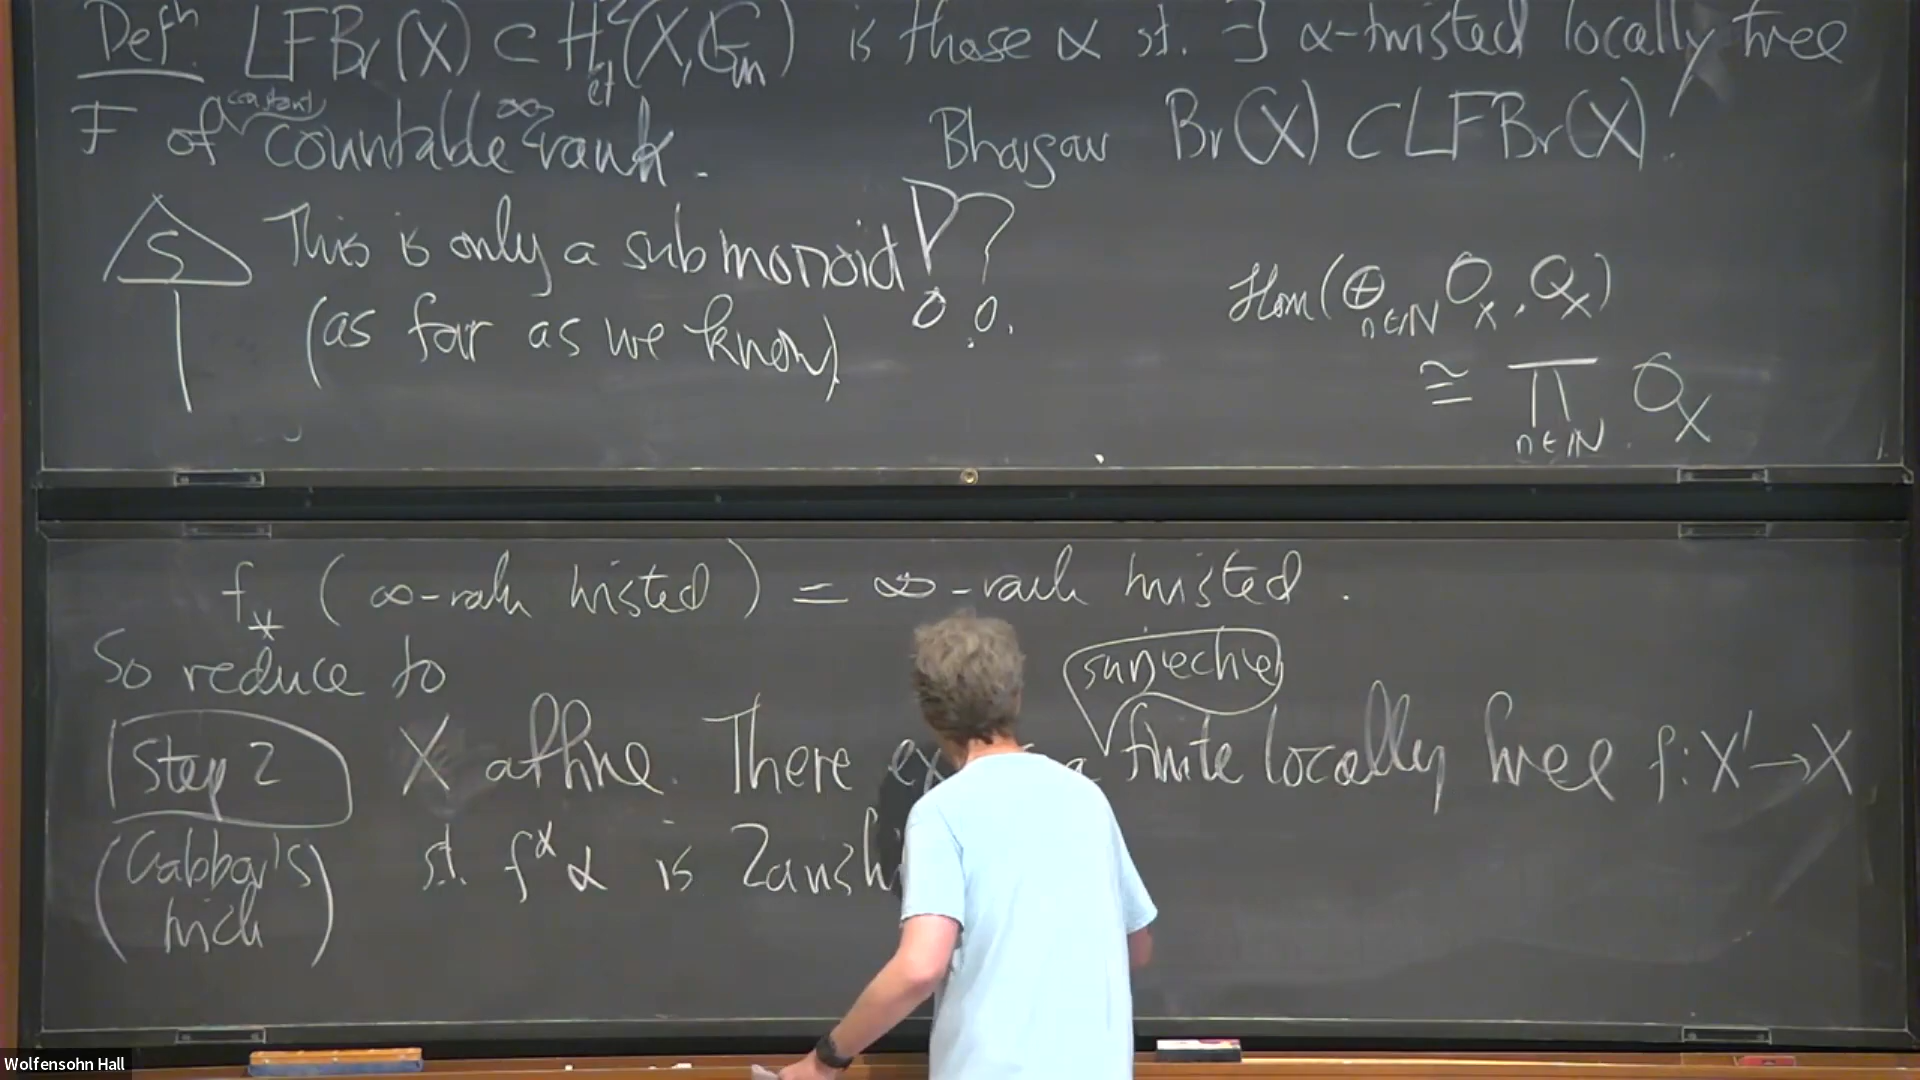 Defn. LFBr(X) ⊂ H²ét(X, Gm) is those α st. ∃ α-twisted locally free
F of a constant countable ∞ rank.
Bhargav Br(X) ⊂ LFBr(X)!
S This is only a submonoid !?
(as far as we know)
Hom(⊕n∈ℕ OX, OX)
≅ ∏n∈ℕ OX
f* (∞-rank twisted) = ∞-rank twisted.
So reduce to
surjective
Step 2 X affine. There a finite locally free f: X' → X
(Gabber's trick) st. f*α is
Wolfensohn Hall